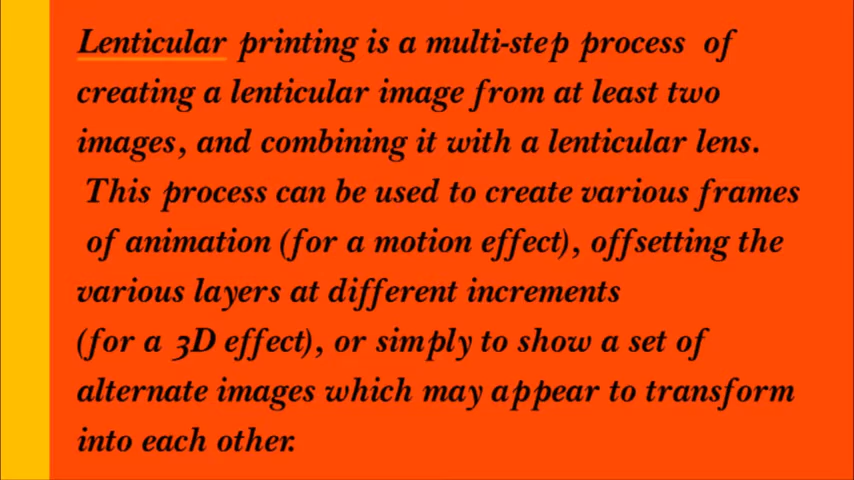 Lenticular printing is a multi-step process of
creating a lenticular image from at least two
images, and combining it with a lenticular lens.
This process can be used to create various frames
of animation (for a motion effect), offsetting the
various layers at different increments
(for a 3D effect), or simply to show a set of
alternate images which may appear to transform
into each other.